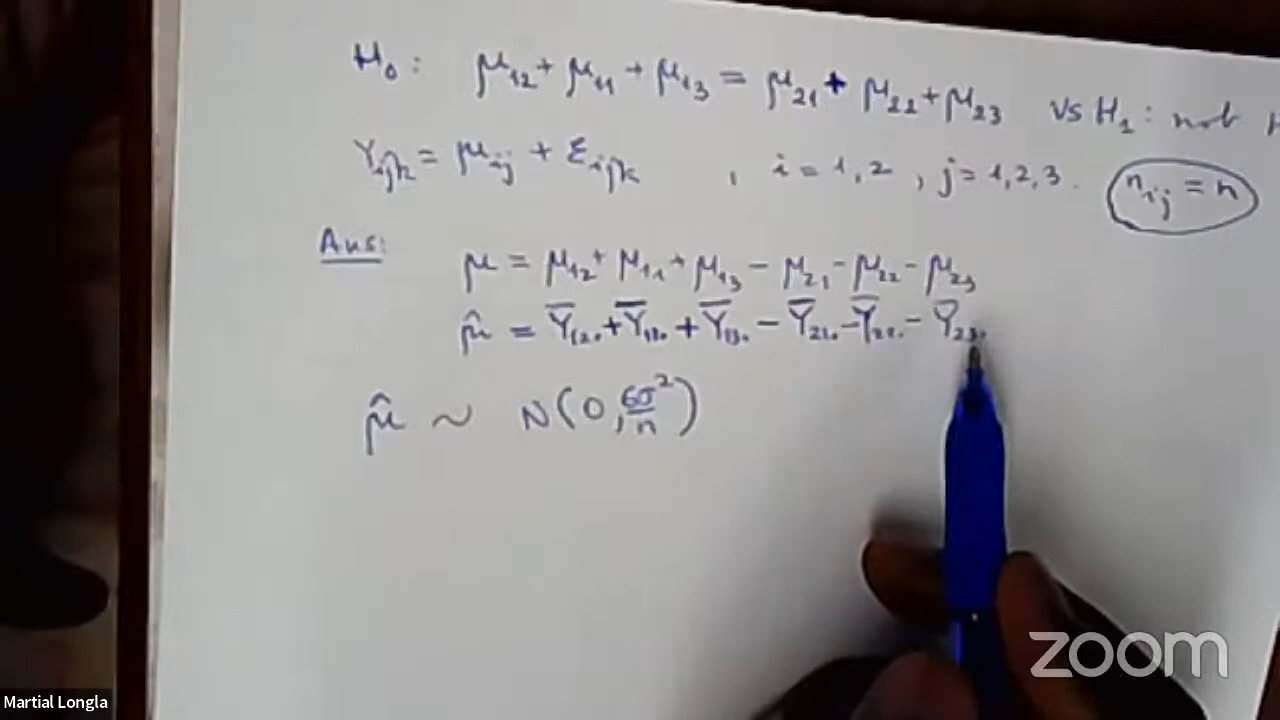 H₀: μ₁₂ + μ₁₁ + μ₁₃ = μ₂₁ + μ₂₂ + μ₂₃ vs H₁: not
Yᵢⱼₖ = μᵢⱼ + εᵢⱼₖ , i = 1,2 , j = 1,2,3. nᵢⱼ = n
Ans: μ = μ₁₂ + μ₁₁ + μ₁₃ − μ₂₁ − μ₂₂ − μ₂₃
μ̂ = Ȳ₁₂. + Ȳ₁₁. + Ȳ₁₃. − Ȳ₂₁. − Ȳ₂₂. − Ȳ₂₃.
μ̂ ~ N(0, 6σ²/n)
zoom
Martial Longla